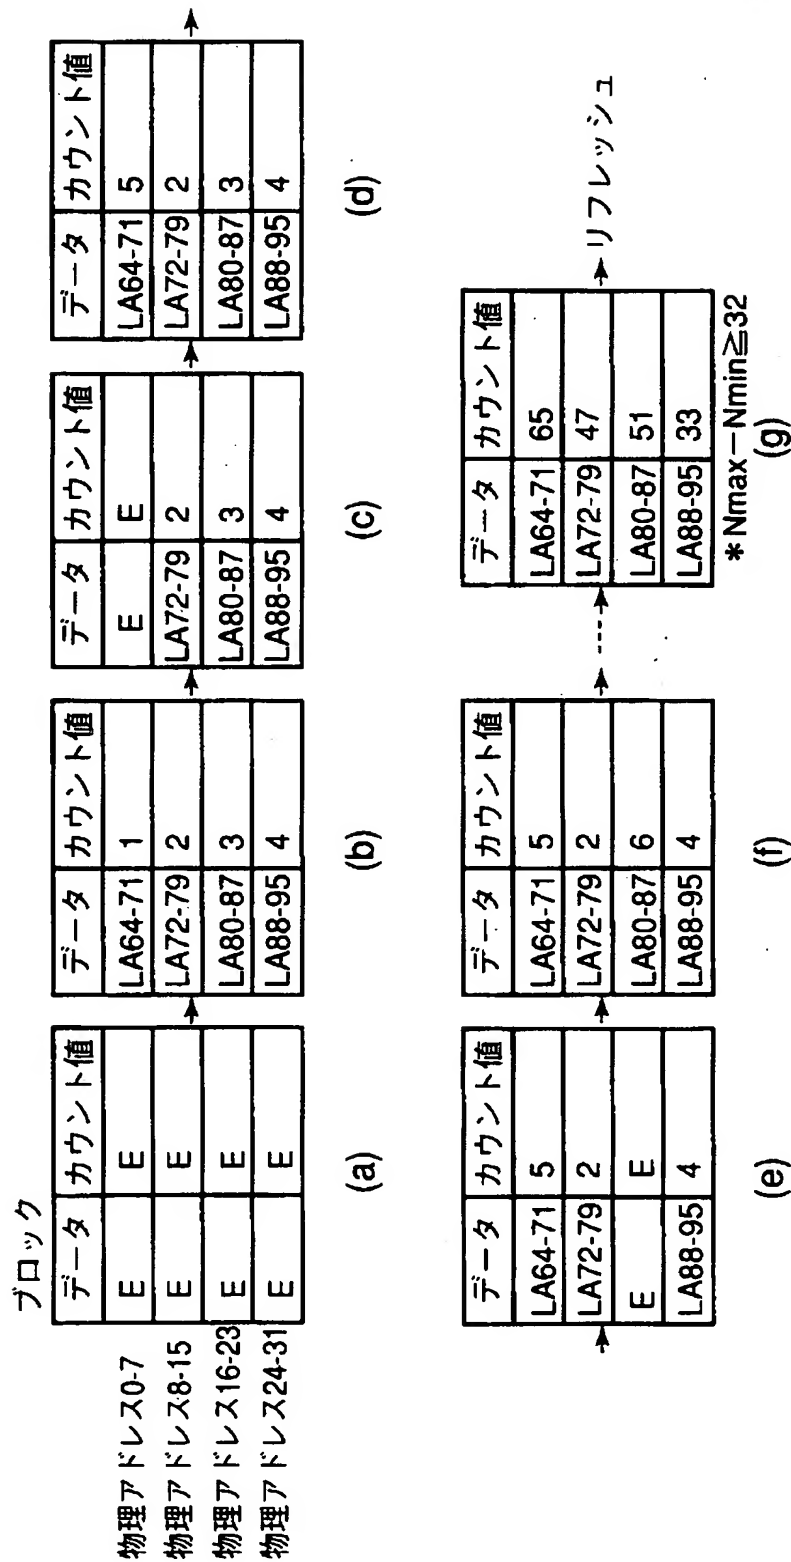 ブロック
データ カウント値
物理アドレス0-7 E E
物理アドレス8-15 E E
物理アドレス16-23 E E
物理アドレス24-31 E E
(a)
データ カウント値
LA64-71 1
LA72-79 2
LA80-87 3
LA88-95 4
(b)
データ カウント値
E E
LA72-79 2
LA80-87 3
LA88-95 4
(c)
データ カウント値
LA64-71 5
LA72-79 2
LA80-87 3
LA88-95 4
(d)
データ カウント値
LA64-71 5
LA72-79 2
E E
LA88-95 4
(e)
データ カウント値
LA64-71 5
LA72-79 2
LA80-87 6
LA88-95 4
(f)
データ カウント値
LA64-71 65
LA72-79 47
LA80-87 51
LA88-95 33
*Nmax−Nmin≧32
(g)
リフレッシュ